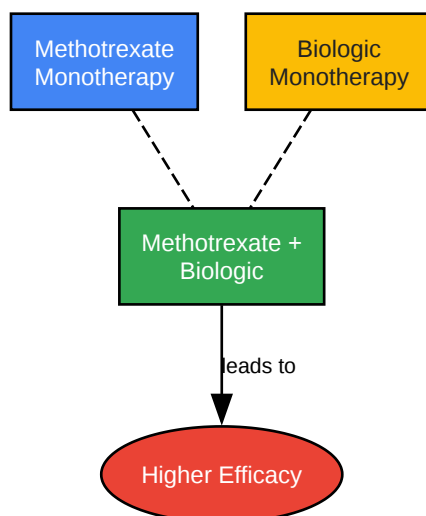 Methotrexate
Monotherapy
Biologic
Monotherapy
Methotrexate +
Biologic
leads to
Higher Efficacy